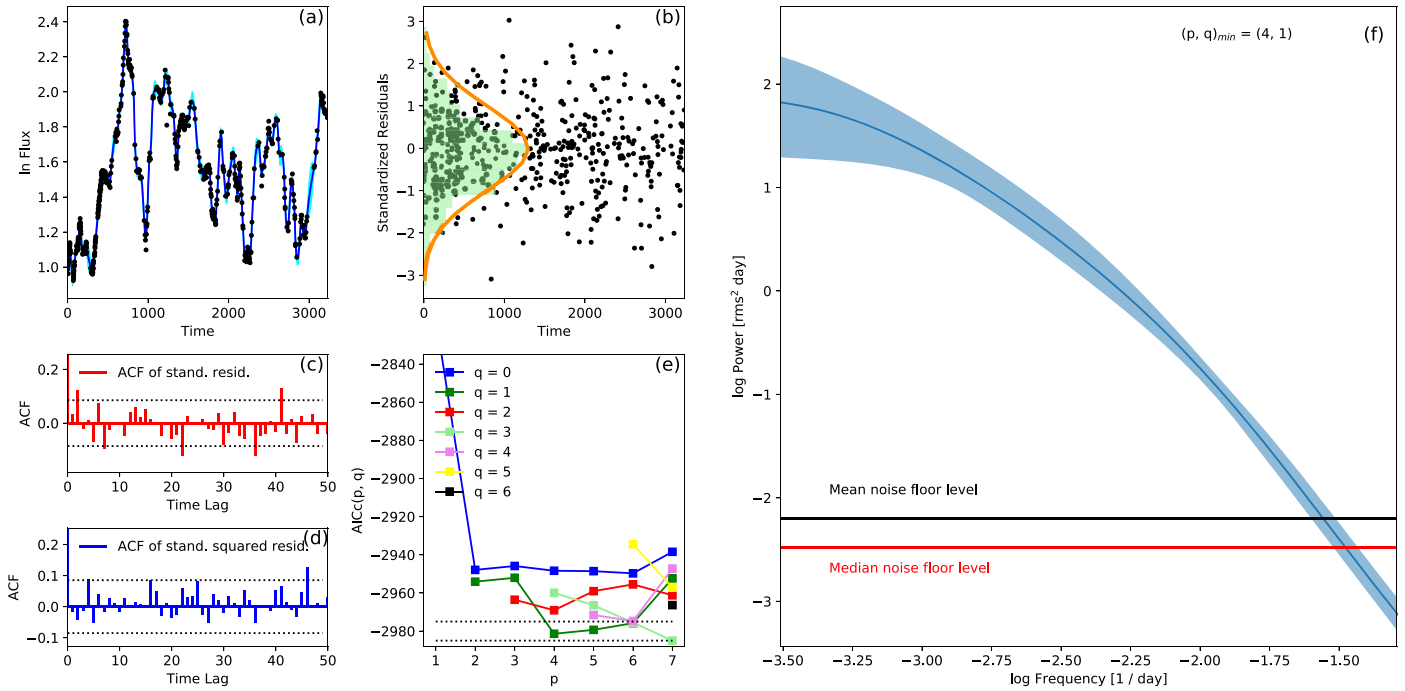 (a)
2.4
2.2
2.0
1.8
1.6
1.4
1.2
1.0
ln Flux
0
1000
2000
3000
Time
(b)
3
2
1
0
−1
−2
−3
Standardized Residuals
0
1000
2000
3000
Time
(c)
ACF of stand. resid.
0.2
0.0
ACF
0
10
20
30
40
50
Time Lag
(d)
ACF of stand. squared resid.
0.2
0.1
0.0
−0.1
ACF
0
10
20
30
40
50
Time Lag
(e)
−2840
−2860
−2880
−2900
−2920
−2940
−2960
−2980
AICc(p, q)
q = 0
q = 1
q = 2
q = 3
q = 4
q = 5
q = 6
1
2
3
4
5
6
7
p
(p, q)min = (4, 1)
(f)
2
1
0
−1
−2
−3
log Power [rms² day]
Mean noise floor level
Median noise floor level
−3.50
−3.25
−3.00
−2.75
−2.50
−2.25
−2.00
−1.75
−1.50
log Frequency [1 / day]